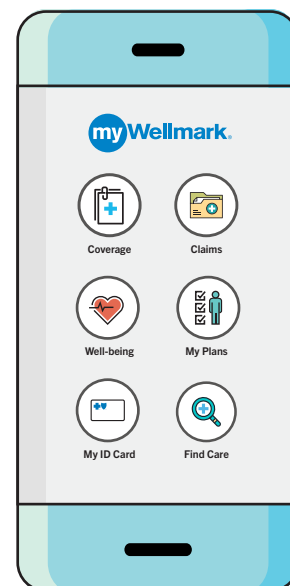 myWellmark®
Coverage Claims
Well-being My Plans
My ID Card Find Care